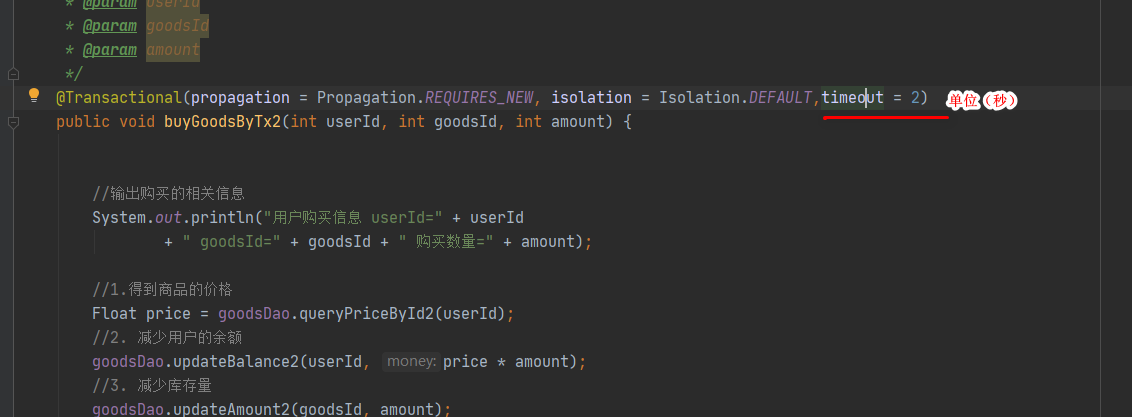 * @param userId
* @param goodsId
* @param amount
*/
@Transactional(propagation = Propagation.REQUIRES_NEW, isolation = Isolation.DEFAULT,timeout = 2) 单位（秒）
public void buyGoodsByTx2(int userId, int goodsId, int amount) {
//输出购买的相关信息
System.out.println("用户购买信息 userId=" + userId
+ " goodsId=" + goodsId + " 购买数量=" + amount);
//1.得到商品的价格
Float price = goodsDao.queryPriceById2(userId);
//2. 减少用户的余额
goodsDao.updateBalance2(userId, money: price * amount);
//3. 减少库存量
goodsDao.updateAmount2(goodsId, amount);